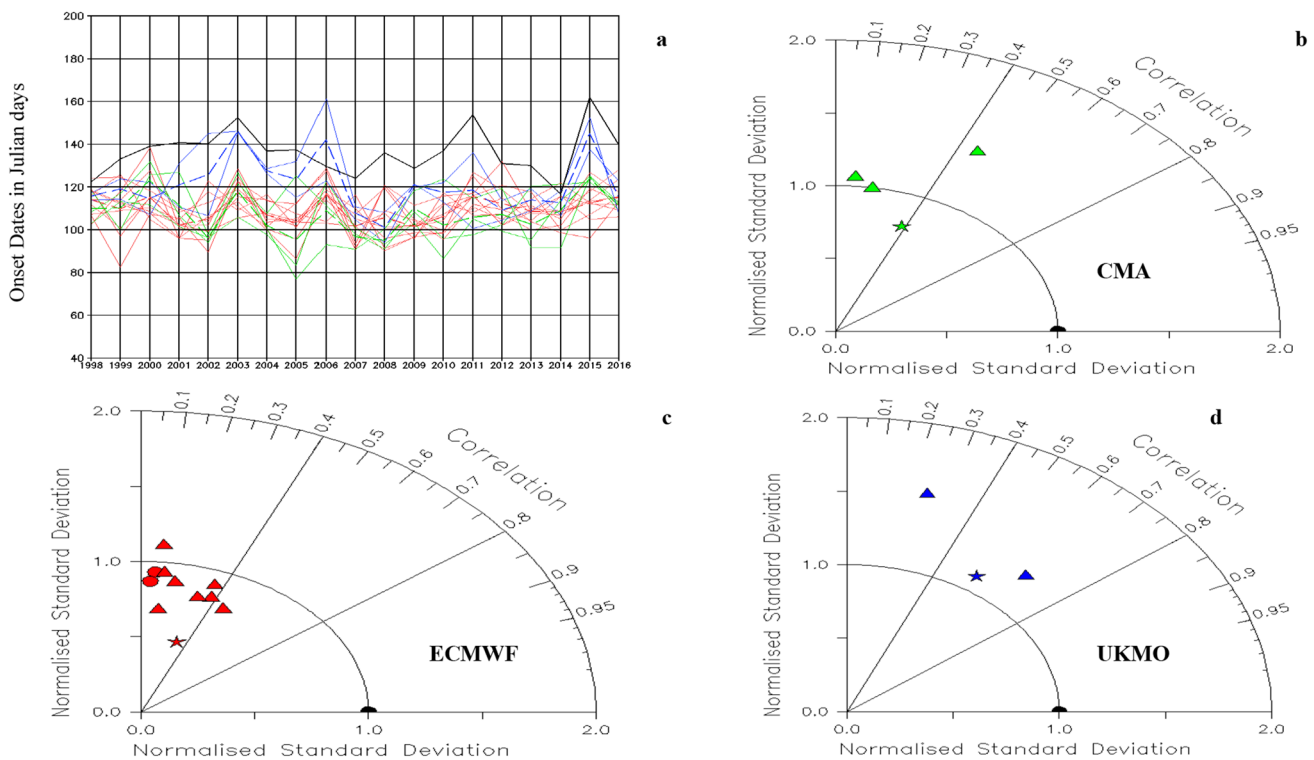 a
Onset Dates in Julian days
200
180
160
140
120
100
80
60
40
1998 1999 2000 2001 2002 2003 2004 2005 2006 2007 2008 2009 2010 2011 2012 2013 2014 2015 2016
b
Normalised Standard Deviation
2.0
1.0
0.0
0.1
0.2
0.3
0.4
0.5
0.6
0.7
0.8
0.9
0.95
Correlation
CMA
0.0 1.0 2.0
Normalised Standard Deviation
c
Normalised Standard Deviation
2.0
1.0
0.0
0.1
0.2
0.3
0.4
0.5
0.6
0.7
0.8
0.9
0.95
Correlation
ECMWF
0.0 1.0 2.0
Normalised Standard Deviation
d
Normalised Standard Deviation
2.0
1.0
0.0
0.1
0.2
0.3
0.4
0.5
0.6
0.7
0.8
0.9
0.95
Correlation
UKMO
0.0 1.0 2.0
Normalised Standard Deviation